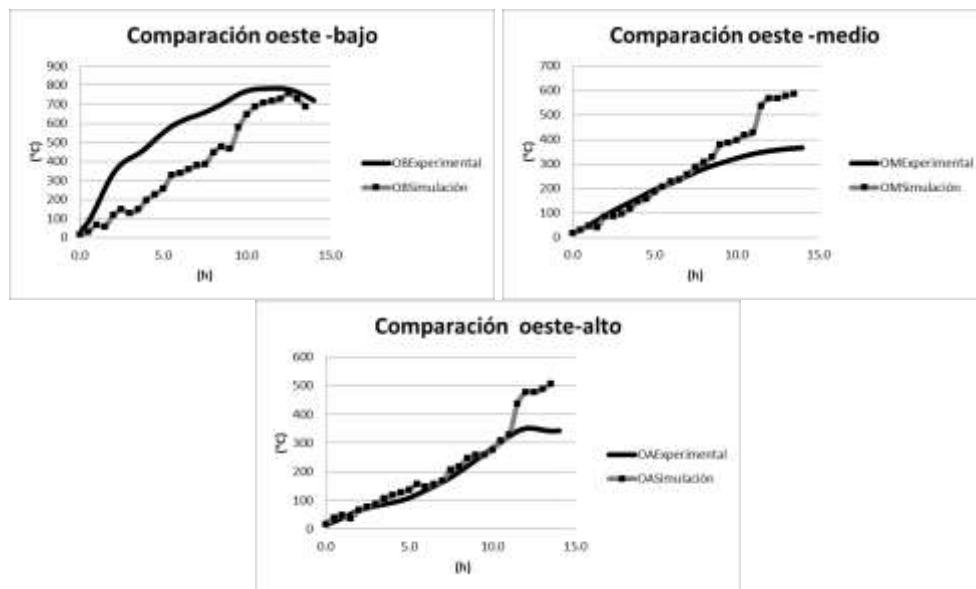 Comparación oeste -bajo
900
800
700
600
500
400
300
200
100
0
(°C)
0.0 5.0 10.0 15.0
(h)
OBExperimental
OBSimulación
Comparación oeste -medio
700
600
500
400
300
200
100
0
(°C)
0.0 5.0 10.0 15.0
(h)
OMExperimental
OMSimulación
Comparación oeste-alto
600
500
400
300
200
100
0
(°C)
0.0 5.0 10.0 15.0
(h)
OAExperimental
OASimulación